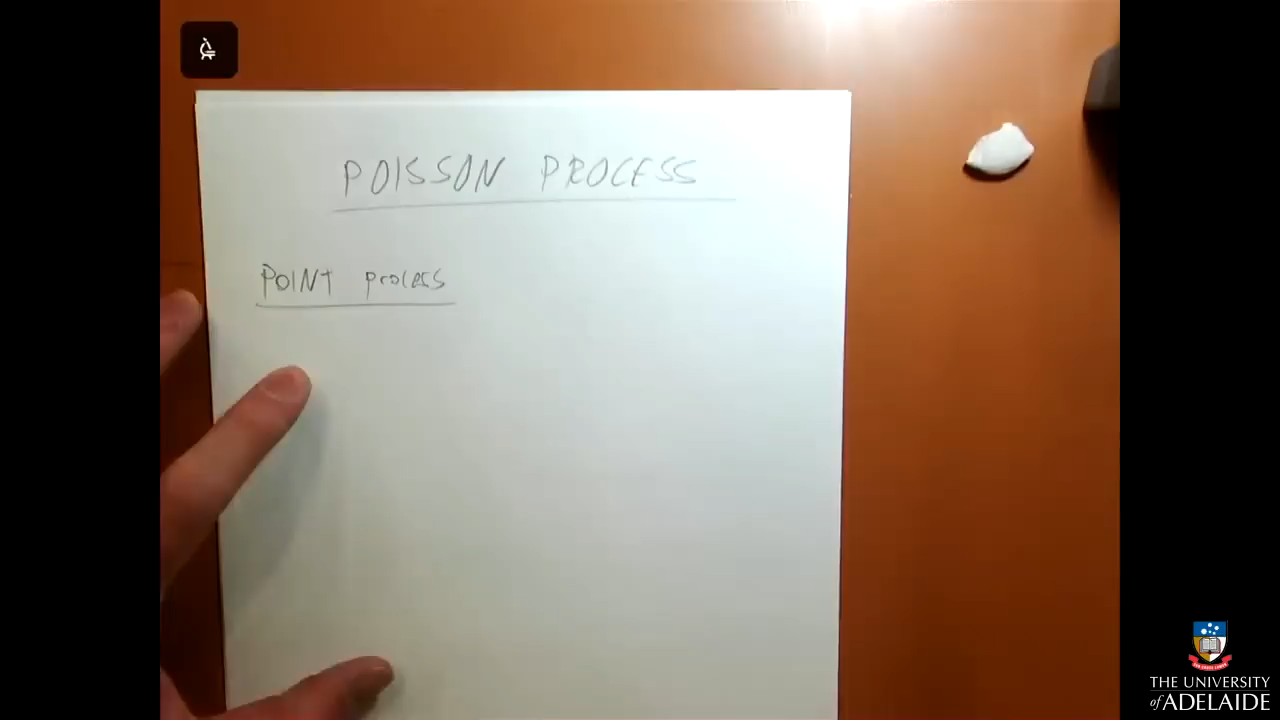 POISSON PROCESS
POINT process
THE UNIVERSITY
of ADELAIDE